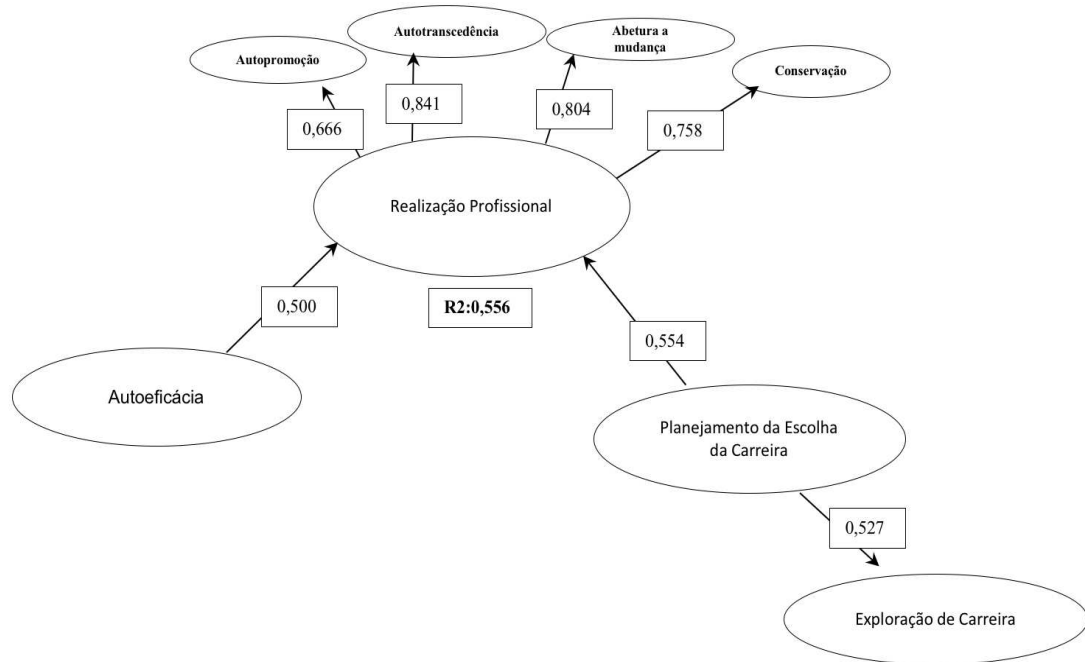 Autotranscedência
Abetura a
mudança
Autopromoção
Conservação
0,666
0,841
0,804
0,758
Realização Profissional
0,500
R2:0,556
0,554
Autoeficácia
Planejamento da Escolha
da Carreira
0,527
Exploração de Carreira